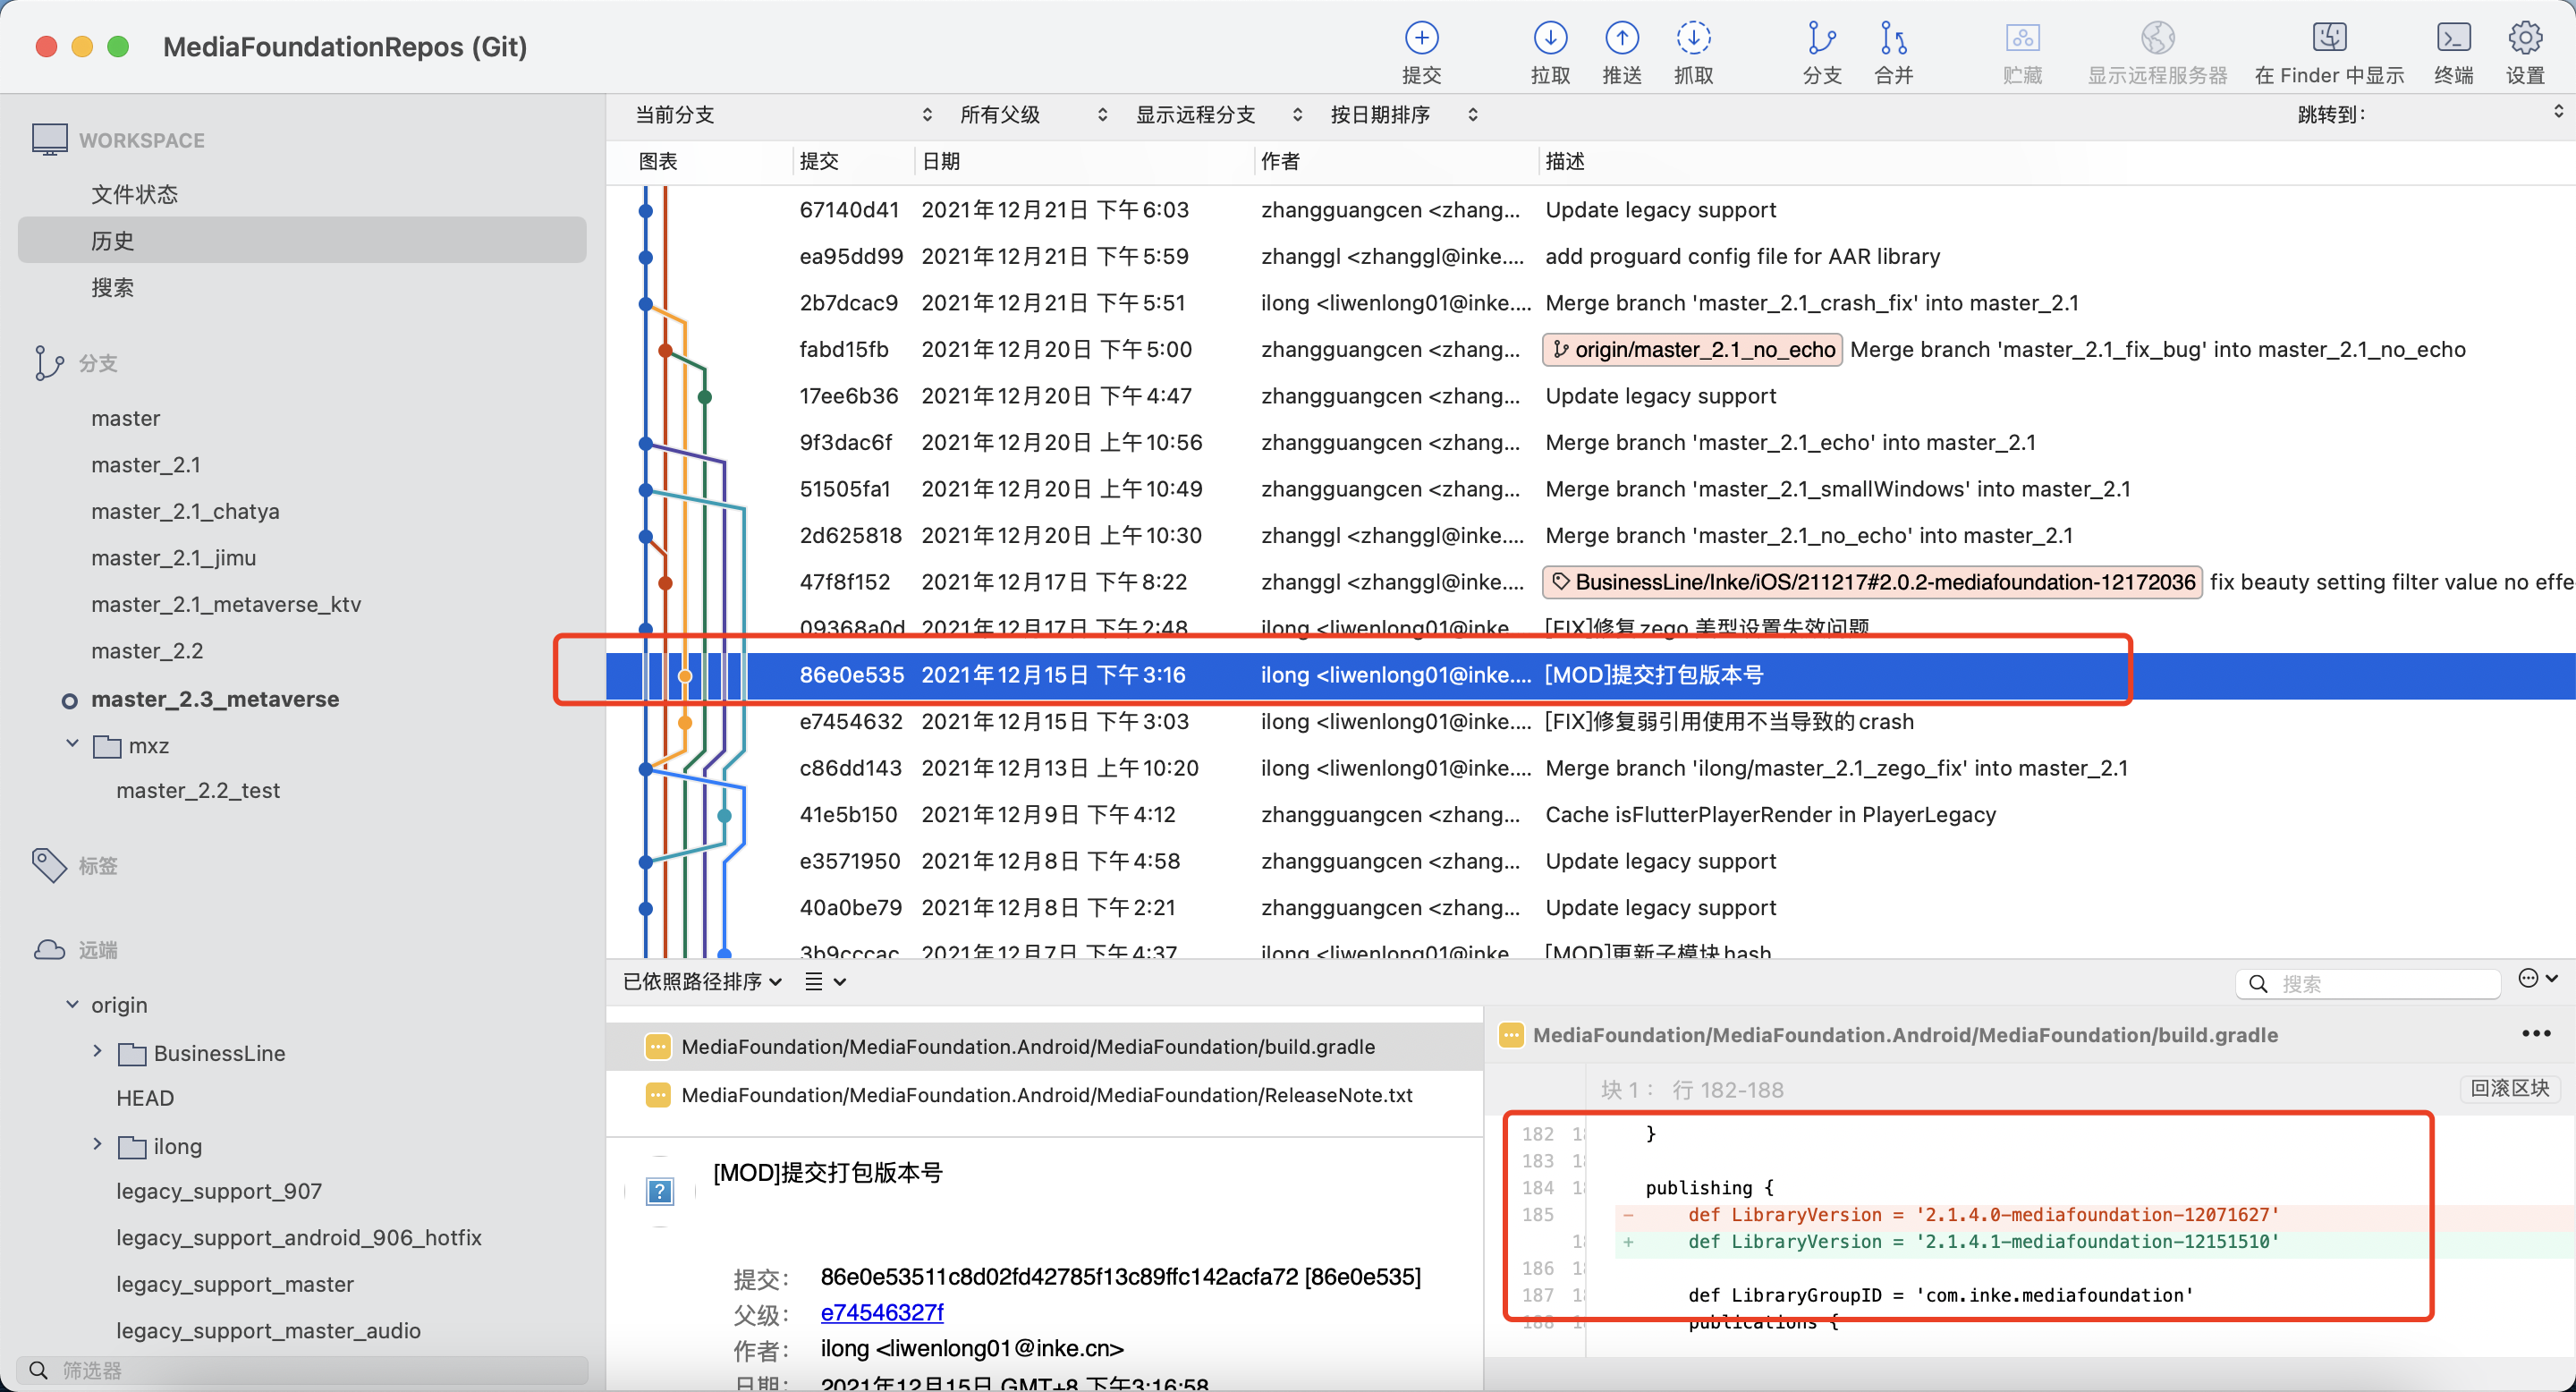 MediaFoundationRepos (Git)
提交
拉取
推送
抓取
分支
合并
贮藏
显示远程服务器
在 Finder 中显示
终端
设置
WORKSPACE
文件状态
历史
搜索
分支
master
master_2.1
master_2.1_chatya
master_2.1_jimu
master_2.1_metaverse_ktv
master_2.2
master_2.3_metaverse
mxz
master_2.2_test
标签
远端
origin
BusinessLine
HEAD
ilong
legacy_support_907
legacy_support_android_906_hotfix
legacy_support_master
legacy_support_master_audio
筛选器
当前分支 所有父级 显示远程分支 按日期排序 跳转到：
图表 提交 日期 作者 描述
67140d41 2021年12月21日 下午6:03 zhangguangcen <zhang... Update legacy support
ea95dd99 2021年12月21日 下午5:59 zhanggl <zhanggl@inke.... add proguard config file for AAR library
2b7dcac9 2021年12月21日 下午5:51 ilong <liwenlong01@inke.... Merge branch 'master_2.1_crash_fix' into master_2.1
fabd15fb 2021年12月20日 下午5:00 zhangguangcen <zhang... origin/master_2.1_no_echo Merge branch 'master_2.1_fix_bug' into master_2.1_no_echo
17ee6b36 2021年12月20日 下午4:47 zhangguangcen <zhang... Update legacy support
9f3dac6f 2021年12月20日 上午10:56 zhangguangcen <zhang... Merge branch 'master_2.1_echo' into master_2.1
51505fa1 2021年12月20日 上午10:49 zhangguangcen <zhang... Merge branch 'master_2.1_smallWindows' into master_2.1
2d625818 2021年12月20日 上午10:30 zhanggl <zhanggl@inke.... Merge branch 'master_2.1_no_echo' into master_2.1
47f8f152 2021年12月17日 下午8:22 zhanggl <zhanggl@inke.... BusinessLine/Inke/iOS/211217#2.0.2-mediafoundation-12172036 fix beauty setting filter value no effe
09368a0d 2021年12月17日 下午2:48 ilong <liwenlong01@inke.... [FIX]修复zego 美型设置失效问题
86e0e535 2021年12月15日 下午3:16 ilong <liwenlong01@inke.... [MOD]提交打包版本号
e7454632 2021年12月15日 下午3:03 ilong <liwenlong01@inke.... [FIX]修复弱引用使用不当导致的crash
c86dd143 2021年12月13日 上午10:20 ilong <liwenlong01@inke.... Merge branch 'ilong/master_2.1_zego_fix' into master_2.1
41e5b150 2021年12月9日 下午4:12 zhangguangcen <zhang... Cache isFlutterPlayerRender in PlayerLegacy
e3571950 2021年12月8日 下午4:58 zhangguangcen <zhang... Update legacy support
40a0be79 2021年12月8日 下午2:21 zhangguangcen <zhang... Update legacy support
3b9cccac 2021年12月7日 下午4:37 ilong <liwenlong01@inke [MOD]更新子模块hash
已依照路径排序
搜索
MediaFoundation/MediaFoundation.Android/MediaFoundation/build.gradle
MediaFoundation/MediaFoundation.Android/MediaFoundation/ReleaseNote.txt
[MOD]提交打包版本号
提交： 86e0e53511c8d02fd42785f13c89ffc142acfa72 [86e0e535]
父级： e74546327f
作者： ilong <liwenlong01@inke.cn>
日期： 2021年12月15日 GMT+8 下午3:16:58
MediaFoundation/MediaFoundation.Android/MediaFoundation/build.gradle
块 1： 行 182-188
回滚区块
182 18 }
183 18
184 18 publishing {
185 - def LibraryVersion = '2.1.4.0-mediafoundation-12071627'
18 + def LibraryVersion = '2.1.4.1-mediafoundation-12151510'
186 18
187 18 def LibraryGroupID = 'com.inke.mediafoundation'
188 18 publications {